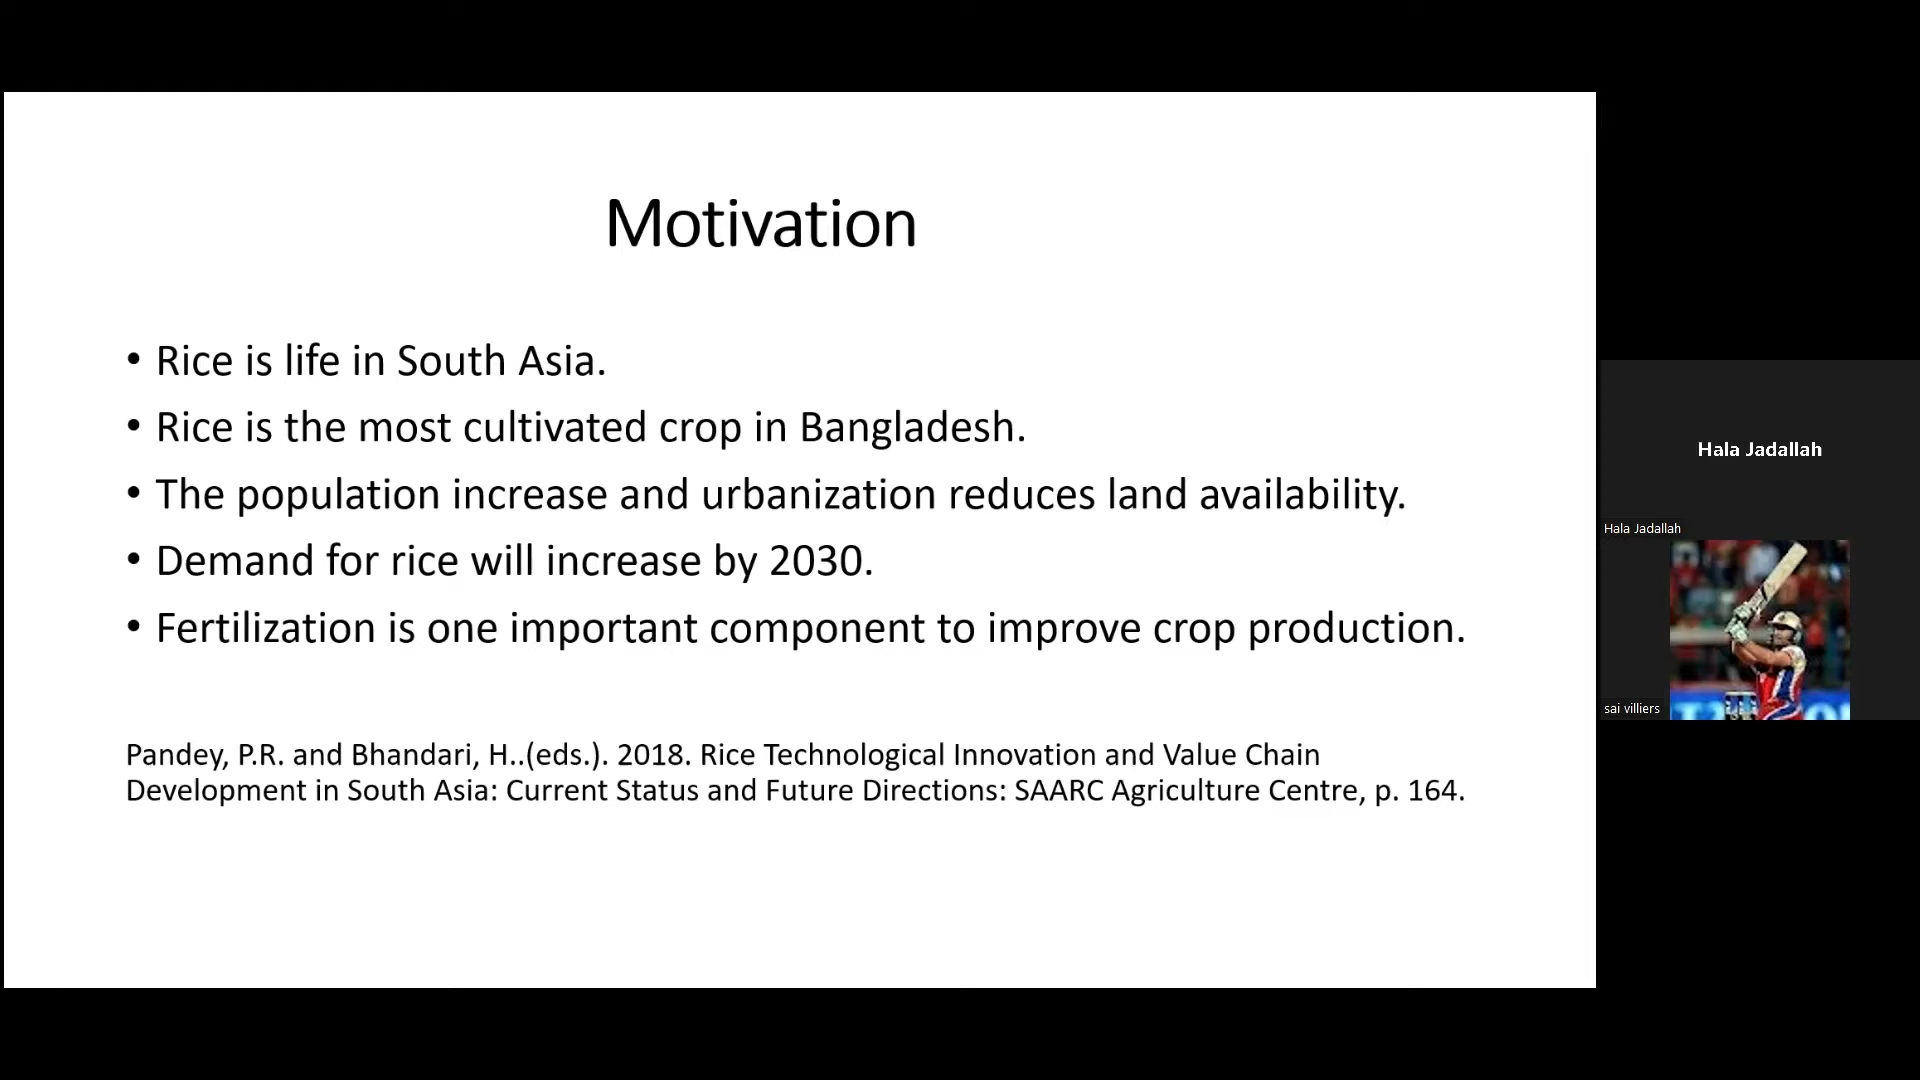 Motivation
• Rice is life in South Asia.
• Rice is the most cultivated crop in Bangladesh.
• The population increase and urbanization reduces land availability.
• Demand for rice will increase by 2030.
• Fertilization is one important component to improve crop production.
Pandey, P.R. and Bhandari, H..(eds.). 2018. Rice Technological Innovation and Value Chain
Development in South Asia: Current Status and Future Directions: SAARC Agriculture Centre, p. 164.
Hala Jadallah
Hala Jadallah
sai villiers